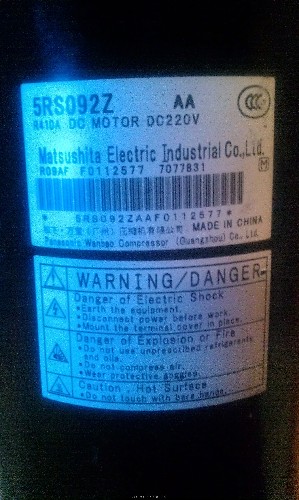 5RS092Z AA
R410A DC MOTOR DC220V
Matsushita Electric Industrial Co.,Ltd.
R09AF F0112577 7077831
* 5RS092ZAAF0112577 *
MADE IN CHINA
Panasonic Wanbao Compressor (Guangzhou) Co.,Ltd.
WARNING/DANGER
Danger of Electric Shock
•Earth the equipment.
•Disconnect power before work.
•Mount the terminal cover in place.
Danger of Explosion or Fire
•Do not use unprescribed refrigerants
and oils.
•Do not compress air.
•Wear protective goggles.
Caution, Hot Surface
•Do not touch with bare hands.